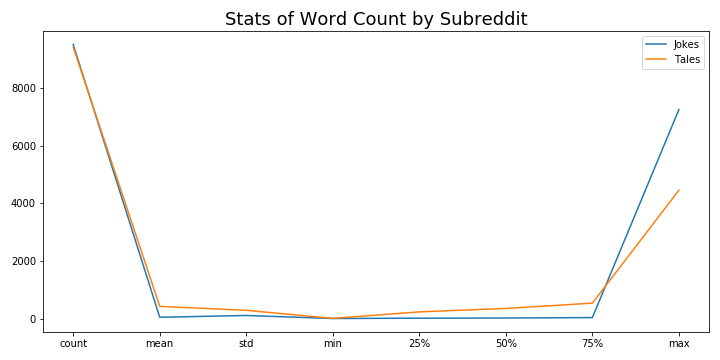 Stats of Word Count by Subreddit
Jokes
Tales
8000
6000
4000
2000
0
count mean std min 25% 50% 75% max